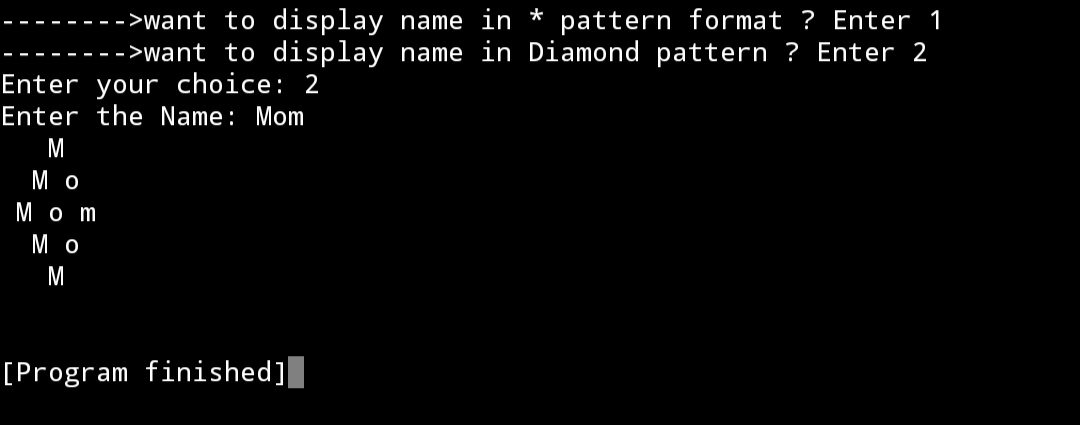 -------->want to display name in * pattern format ? Enter 1
-------->want to display name in Diamond pattern ? Enter 2
Enter your choice: 2
Enter the Name: Mom
   M
  M o
 M o m
  M o
   M
[Program finished]